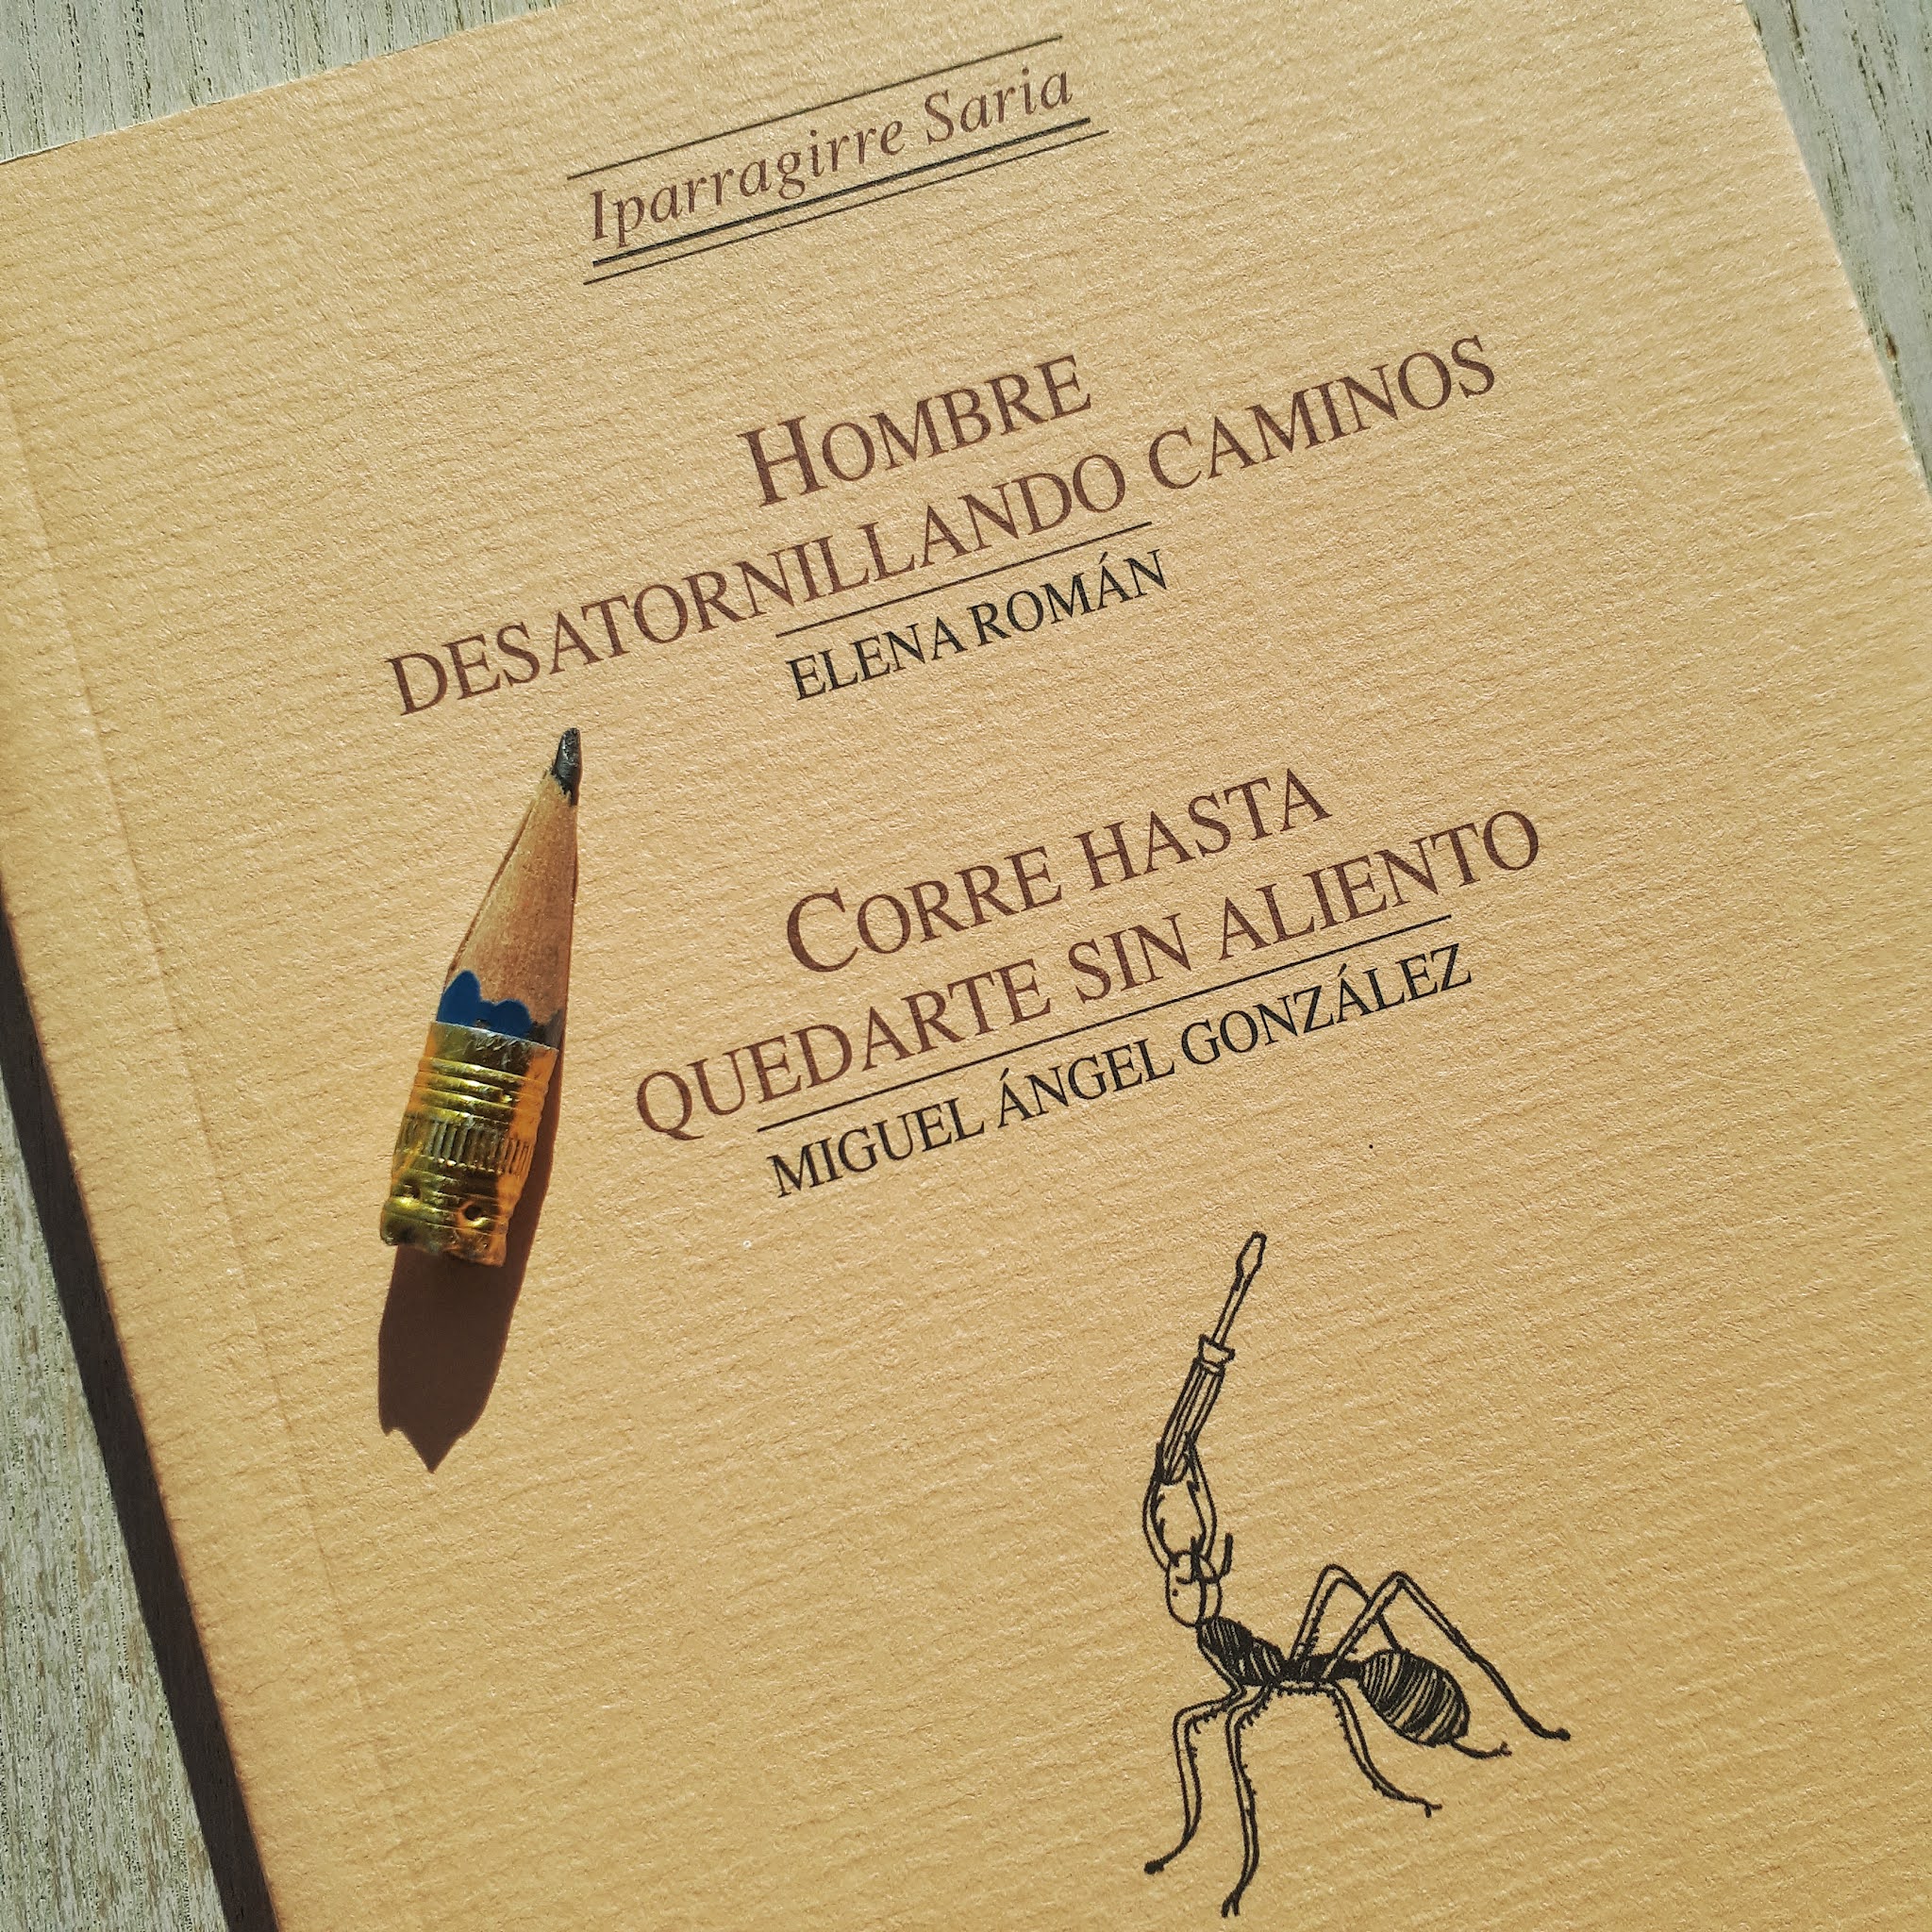 Iparragirre Saria
HOMBRE
DESATORNILLANDO CAMINOS
ELENA ROMÁN
CORRE HASTA
QUEDARTE SIN ALIENTO
MIGUEL ÁNGEL GONZÁLEZ